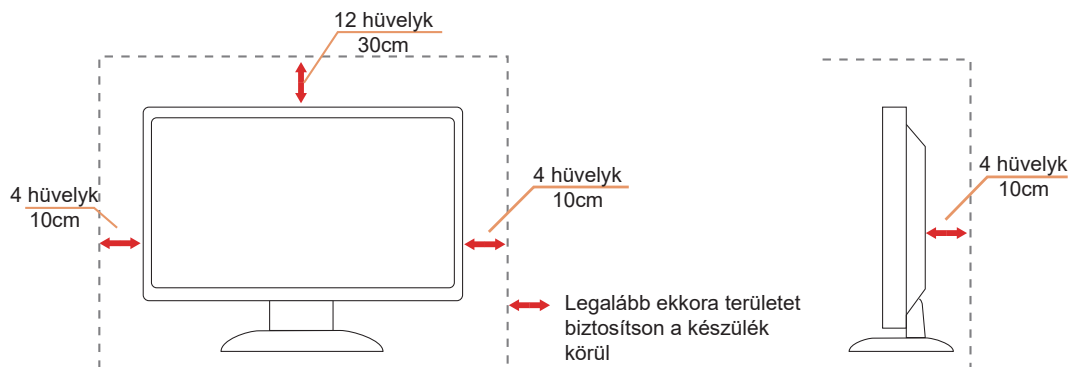 12 hüvelyk
30cm
4 hüvelyk
10cm
4 hüvelyk
10cm
Legalább ekkora területet
biztosítson a készülék
körül
4 hüvelyk
10cm